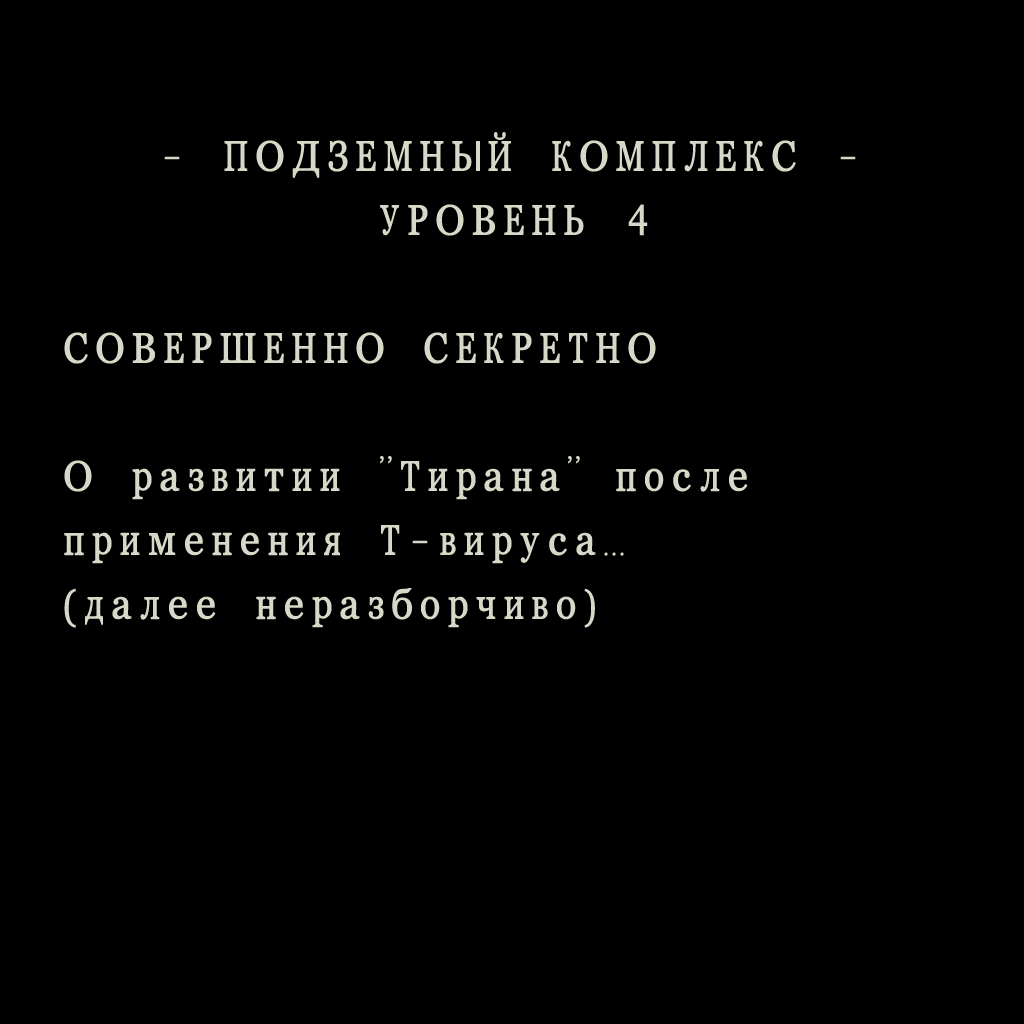 - ПОДЗЕМНЫЙ КОМПЛЕКС -
УРОВЕНЬ 4
СОВЕРШЕННО СЕКРЕТНО
О развитии "Тирана" после
применения Т-вируса…
(далее неразборчиво)